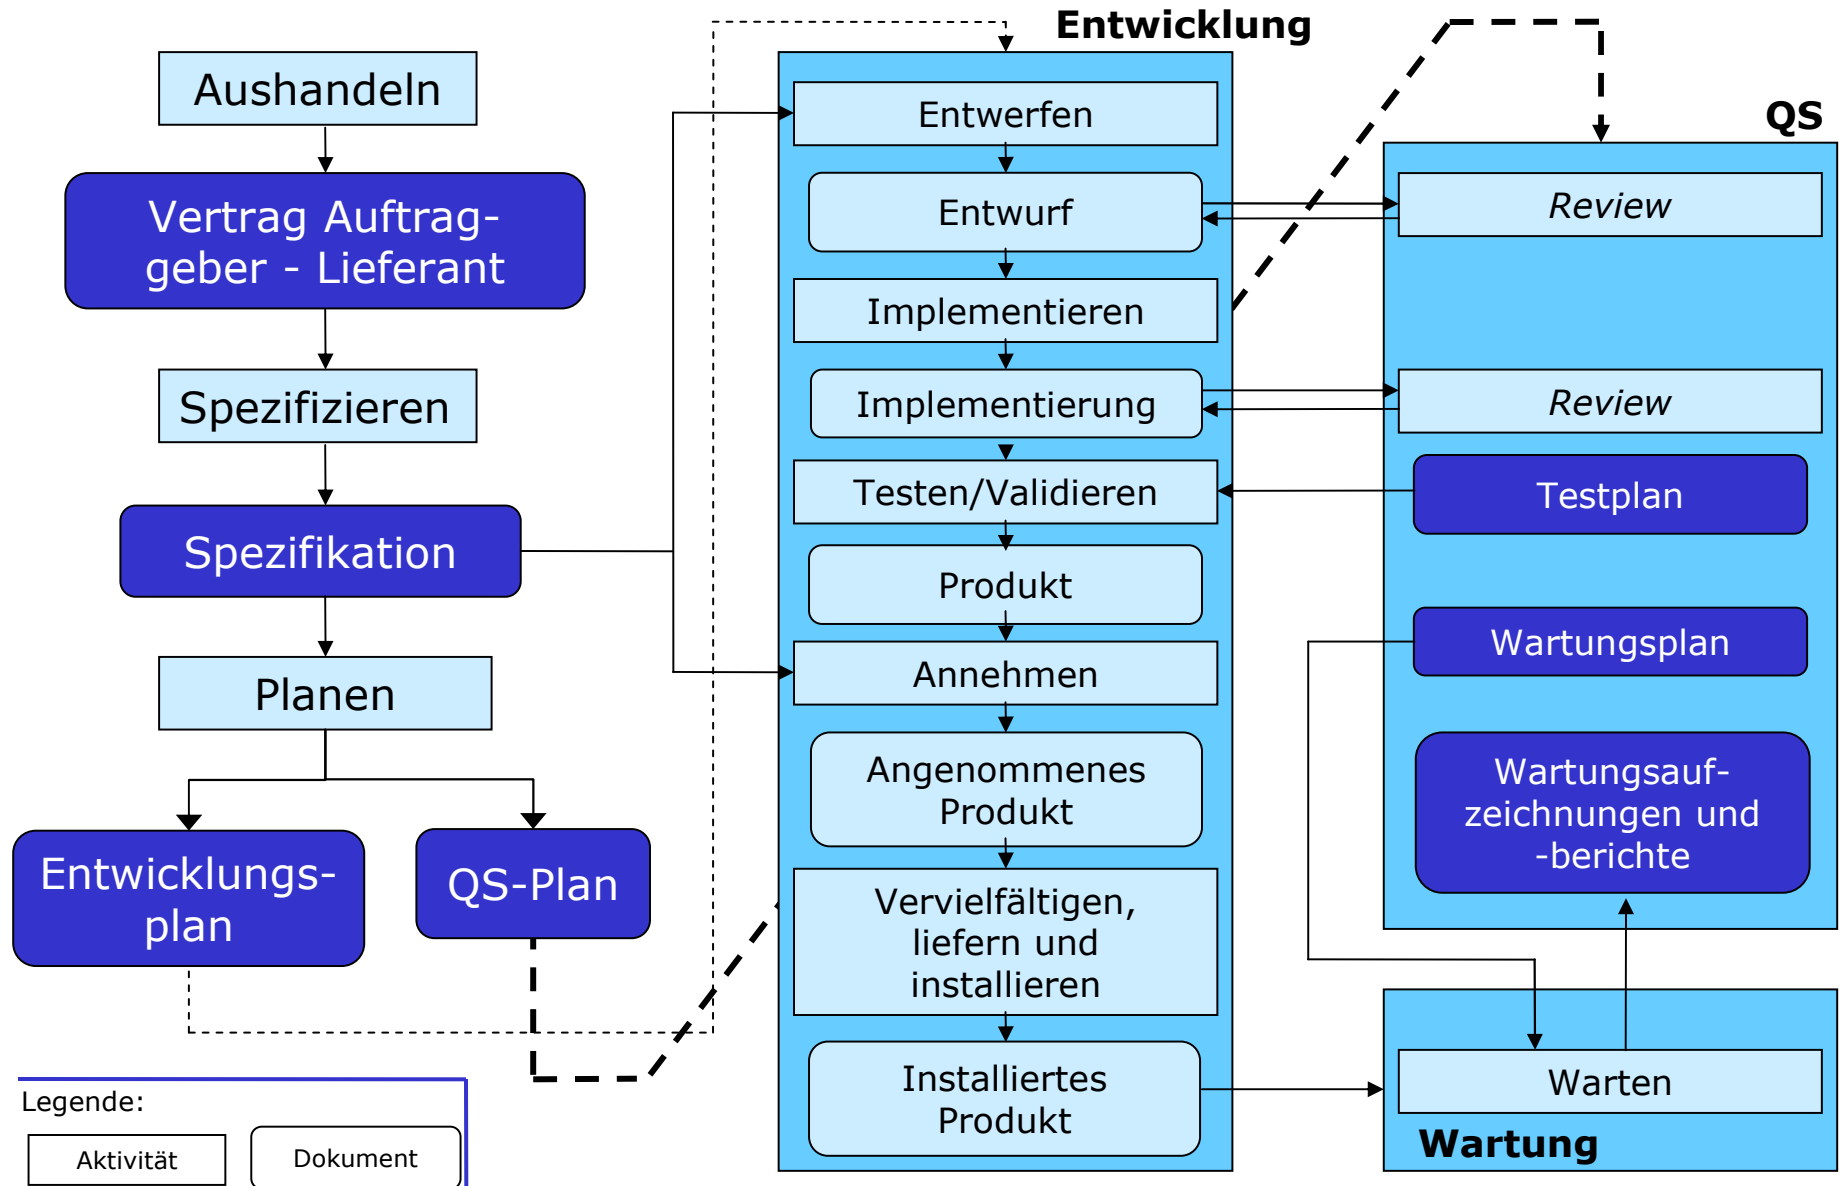 Aushandeln
Vertrag Auftrag-
geber - Lieferant
Spezifizieren
Spezifikation
Planen
Entwicklungs-
plan
QS-Plan
Legende:
Aktivität
Dokument
Entwicklung
Entwerfen
Entwurf
Implementieren
Implementierung
Testen/Validieren
Produkt
Annehmen
Angenommenes
Produkt
Vervielfältigen,
liefern und
installieren
Installiertes
Produkt
QS
Review
Review
Testplan
Wartungsplan
Wartungsauf-
zeichnungen und
-berichte
Warten
Wartung